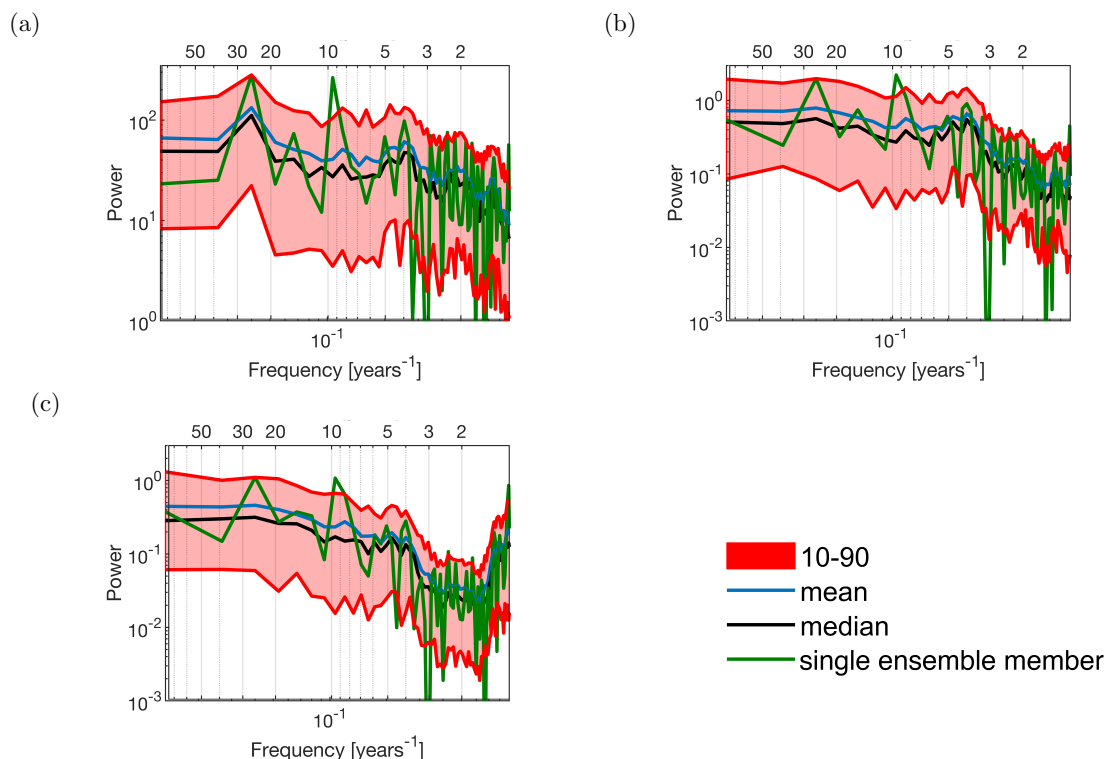 (a)
50 30 20 10 5 3 2
Power
10^2
10^1
10^0
10^-1
Frequency [years^-1]
(b)
50 30 20 10 5 3 2
Power
10^0
10^-1
10^-2
10^-3
10^-1
Frequency [years^-1]
(c)
50 30 20 10 5 3 2
Power
10^0
10^-1
10^-2
10^-3
10^-1
Frequency [years^-1]
10-90
mean
median
single ensemble member